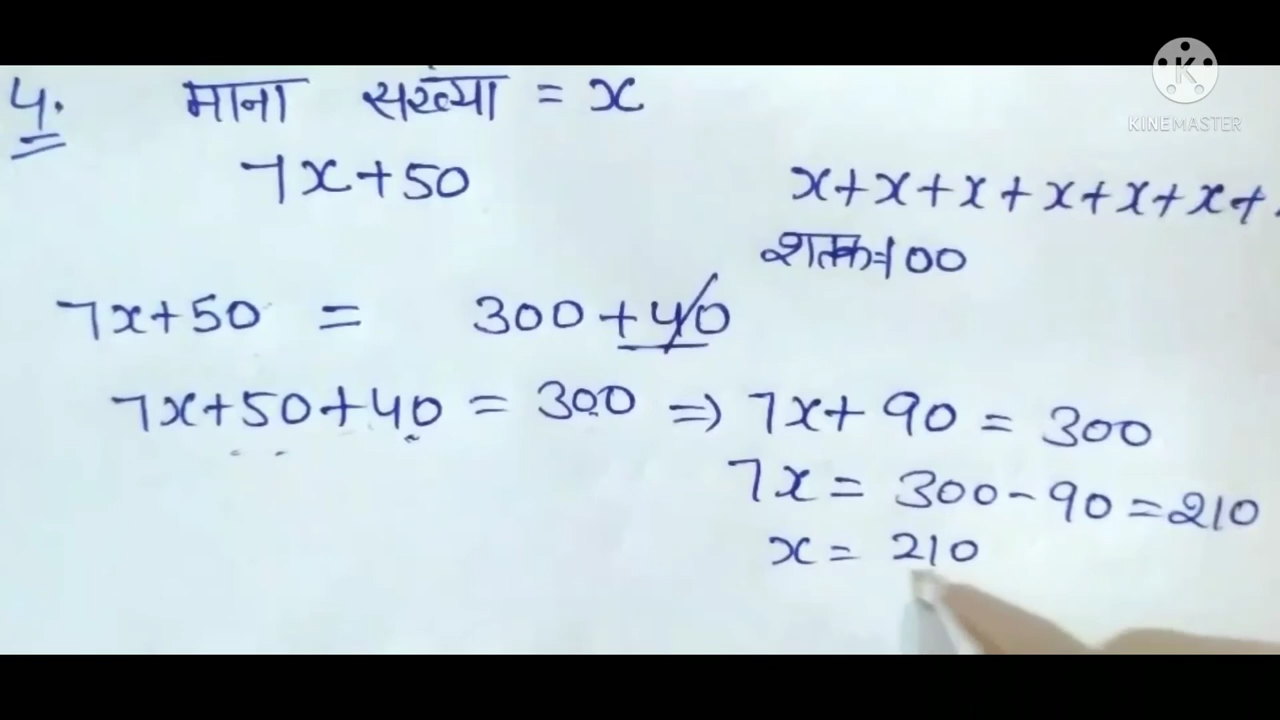 4. माना सख्या = x
7x+50
x+x+x+x+x+x+
शतक=100
7x+50 = 300+40
7x+50+40 = 300 => 7x+90 = 300
7x = 300-90=210
x = 210
KINEMASTER